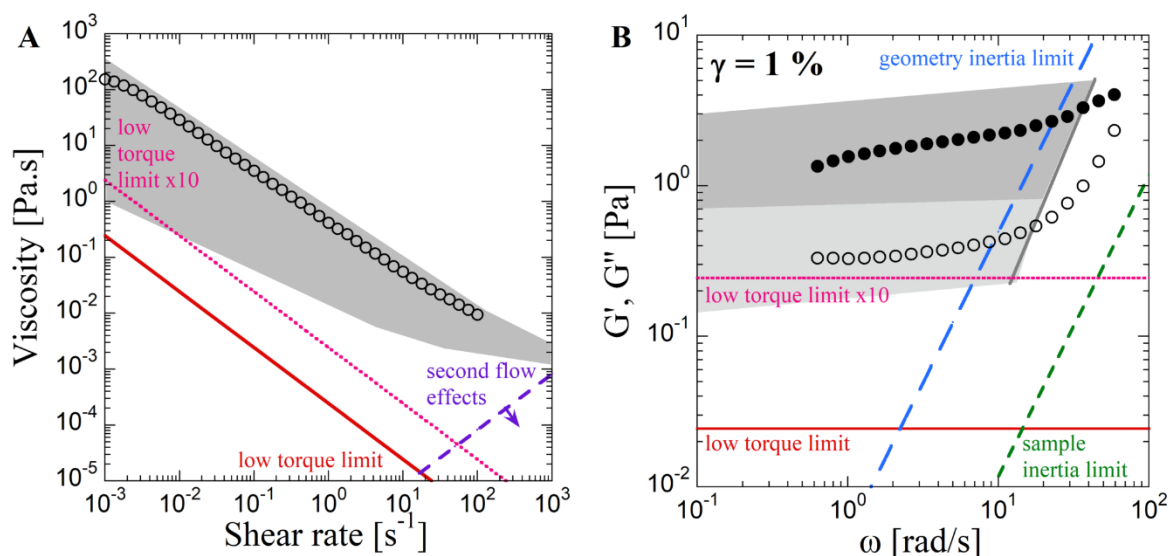 A
Viscosity [Pa.s]
10^3
10^2
10^1
10^0
10^-1
10^-2
10^-3
10^-4
10^-5
low
torque
limit x10
second flow
effects
low torque limit
10^-3
10^-2
10^-1
10^0
10^1
10^2
10^3
Shear rate [s^-1]
B
γ = 1 %
geometry inertia limit
G', G" [Pa]
10^1
10^0
10^-1
10^-2
low torque limit x10
low torque limit
sample
inertia limit
10^-1
10^0
10^1
10^2
ω [rad/s]